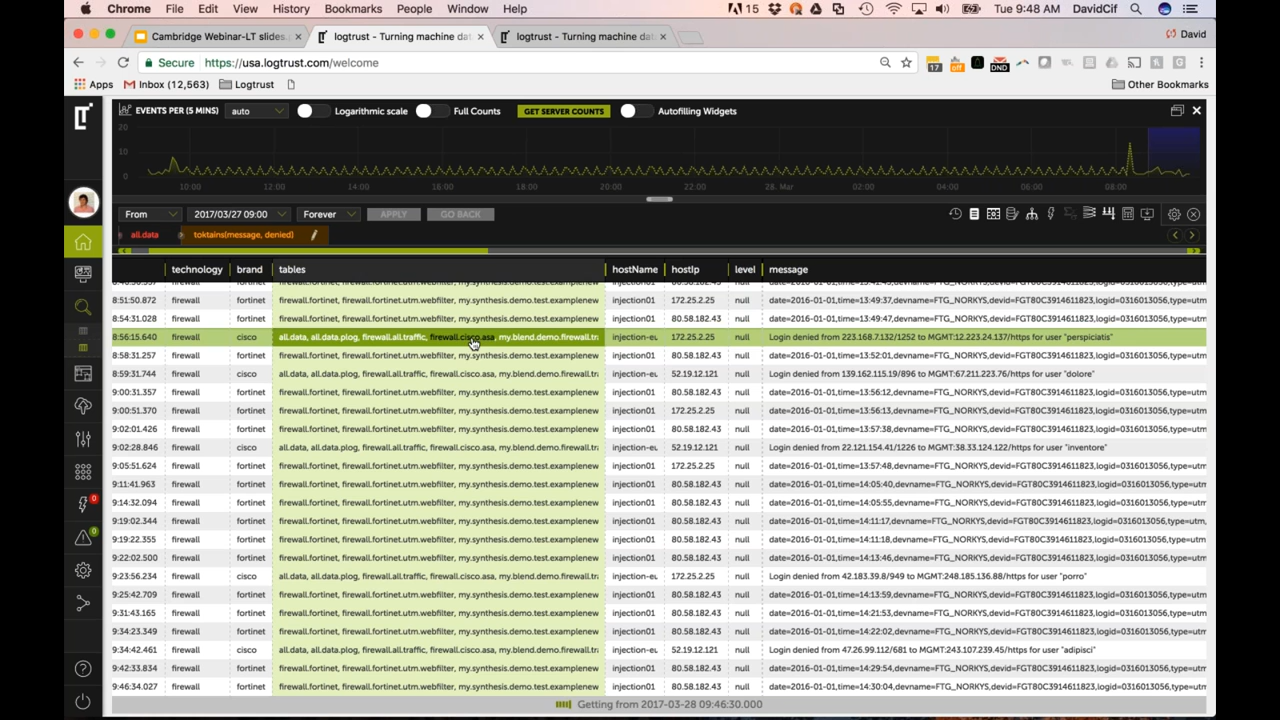 Chrome File Edit View History Bookmarks People Window Help 15 Tue 9:48 AM DavidCif
Cambridge Webinar-LT slides. × logtrust - Turning machine dat × logtrust - Turning machine dat × David
Secure https://usa.logtrust.com/welcome 17 off DND
Apps Inbox (12,563) Logtrust Other Bookmarks
EVENTS PER (5 MINS) auto Logarithmic scale Full Counts GET SERVER COUNTS Autofilling Widgets
20
10
0
10:00 12:00 14:00 16:00 18:00 20:00 22:00 28. Mar 02:00 04:00 06:00 08:00
From 2017/03/27 09:00 Forever APPLY GO BACK
all.data toktains(message, denied)
technology brand tables hostName hostIp level message
8:51:50.872 firewall fortinet firewall.fortinet, firewall.fortinet.utm.webfilter, my.synthesis.demo.test.examplenew injection01 172.25.2.25 null date=2016-01-01,time=13:49:37,devname=FTG_NORKYS,devid=FGT80C3914611823,logid=0316013056,type=utm
8:54:31.028 firewall fortinet firewall.fortinet, firewall.fortinet.utm.webfilter, my.synthesis.demo.test.examplenew injection01 80.58.182.43 null date=2016-01-01,time=13:49:47,devname=FTG_NORKYS,devid=FGT80C3914611823,logid=0316013056,type=utm
8:56:15.640 firewall cisco all.data, all.data.plog, firewall.all.traffic, firewall.cisco.asa, my.blend.demo.firewall.tr injection-eu 172.25.2.25 null Login denied from 223.168.7.132/1252 to MGMT:12.223.24.137/https for user "perspiciatis"
8:58:31.257 firewall fortinet firewall.fortinet, firewall.fortinet.utm.webfilter, my.synthesis.demo.test.examplenew injection01 80.58.182.43 null date=2016-01-01,time=13:52:01,devname=FTG_NORKYS,devid=FGT80C3914611823,logid=0316013056,type=utm
8:59:31.744 firewall cisco all.data, all.data.plog, firewall.all.traffic, firewall.cisco.asa, my.blend.demo.firewall.tr injection-eu 52.19.12.121 null Login denied from 139.162.115.19/896 to MGMT:67.211.223.76/https for user "dolore"
9:00:31.357 firewall fortinet firewall.fortinet, firewall.fortinet.utm.webfilter, my.synthesis.demo.test.examplenew injection01 80.58.182.43 null date=2016-01-01,time=13:56:12,devname=FTG_NORKYS,devid=FGT80C3914611823,logid=0316013056,type=utm
9:00:51.370 firewall fortinet firewall.fortinet, firewall.fortinet.utm.webfilter, my.synthesis.demo.test.examplenew injection01 172.25.2.25 null date=2016-01-01,time=13:56:13,devname=FTG_NORKYS,devid=FGT80C3914611823,logid=0316013056,type=utm
9:02:01.426 firewall fortinet firewall.fortinet, firewall.fortinet.utm.webfilter, my.synthesis.demo.test.examplenew injection01 80.58.182.43 null date=2016-01-01,time=13:57:38,devname=FTG_NORKYS,devid=FGT80C3914611823,logid=0316013056,type=utm
9:02:28.846 firewall cisco all.data, all.data.plog, firewall.all.traffic, firewall.cisco.asa, my.blend.demo.firewall.tr injection-eu 52.19.12.121 null Login denied from 22.121.154.41/1226 to MGMT:38.33.124.122/https for user "inventore"
9:05:51.624 firewall fortinet firewall.fortinet, firewall.fortinet.utm.webfilter, my.synthesis.demo.test.examplenew injection01 172.25.2.25 null date=2016-01-01,time=13:57:48,devname=FTG_NORKYS,devid=FGT80C3914611823,logid=0316013056,type=utm
9:11:41.963 firewall fortinet firewall.fortinet, firewall.fortinet.utm.webfilter, my.synthesis.demo.test.examplenew injection01 80.58.182.43 null date=2016-01-01,time=14:05:40,devname=FTG_NORKYS,devid=FGT80C3914611823,logid=0316013056,type=utm
9:14:32.094 firewall fortinet firewall.fortinet, firewall.fortinet.utm.webfilter, my.synthesis.demo.test.examplenew injection01 80.58.182.43 null date=2016-01-01,time=14:05:55,devname=FTG_NORKYS,devid=FGT80C3914611823,logid=0316013056,type=utm
9:19:02.344 firewall fortinet firewall.fortinet, firewall.fortinet.utm.webfilter, my.synthesis.demo.test.examplenew injection01 80.58.182.43 null date=2016-01-01,time=14:11:17,devname=FTG_NORKYS,devid=FGT80C3914611823,logid=0316013056,type=utm,
9:19:22.355 firewall fortinet firewall.fortinet, firewall.fortinet.utm.webfilter, my.synthesis.demo.test.examplenew injection01 80.58.182.43 null date=2016-01-01,time=14:11:18,devname=FTG_NORKYS,devid=FGT80C3914611823,logid=0316013056,type=utm
9:22:02.500 firewall fortinet firewall.fortinet, firewall.fortinet.utm.webfilter, my.synthesis.demo.test.examplenew injection01 80.58.182.43 null date=2016-01-01,time=14:13:46,devname=FTG_NORKYS,devid=FGT80C3914611823,logid=0316013056,type=utm
9:23:56.234 firewall cisco all.data, all.data.plog, firewall.all.traffic, firewall.cisco.asa, my.blend.demo.firewall.tr injection-eu 172.25.2.25 null Login denied from 42.183.39.8/949 to MGMT:248.185.136.88/https for user "porro"
9:25:42.709 firewall fortinet firewall.fortinet, firewall.fortinet.utm.webfilter, my.synthesis.demo.test.examplenew injection01 80.58.182.43 null date=2016-01-01,time=14:13:59,devname=FTG_NORKYS,devid=FGT80C3914611823,logid=0316013056,type=utm
9:31:43.165 firewall fortinet firewall.fortinet, firewall.fortinet.utm.webfilter, my.synthesis.demo.test.examplenew injection01 80.58.182.43 null date=2016-01-01,time=14:21:53,devname=FTG_NORKYS,devid=FGT80C3914611823,logid=0316013056,type=utm
9:34:23.349 firewall fortinet firewall.fortinet, firewall.fortinet.utm.webfilter, my.synthesis.demo.test.examplenew injection01 80.58.182.43 null date=2016-01-01,time=14:22:02,devname=FTG_NORKYS,devid=FGT80C3914611823,logid=0316013056,type=utm
9:34:42.461 firewall cisco all.data, all.data.plog, firewall.all.traffic, firewall.cisco.asa, my.blend.demo.firewall.tr injection-eu 52.19.12.121 null Login denied from 47.26.99.112/681 to MGMT:243.107.239.45/https for user "adipisci"
9:42:33.834 firewall fortinet firewall.fortinet, firewall.fortinet.utm.webfilter, my.synthesis.demo.test.examplenew injection01 80.58.182.43 null date=2016-01-01,time=14:29:54,devname=FTG_NORKYS,devid=FGT80C3914611823,logid=0316013056,type=utm
9:46:34.027 firewall fortinet firewall.fortinet, firewall.fortinet.utm.webfilter, my.synthesis.demo.test.examplenew injection01 80.58.182.43 null date=2016-01-01,time=14:30:04,devname=FTG_NORKYS,devid=FGT80C3914611823,logid=0316013056,type=utm
Getting from 2017-03-28 09:46:30.000
0
0